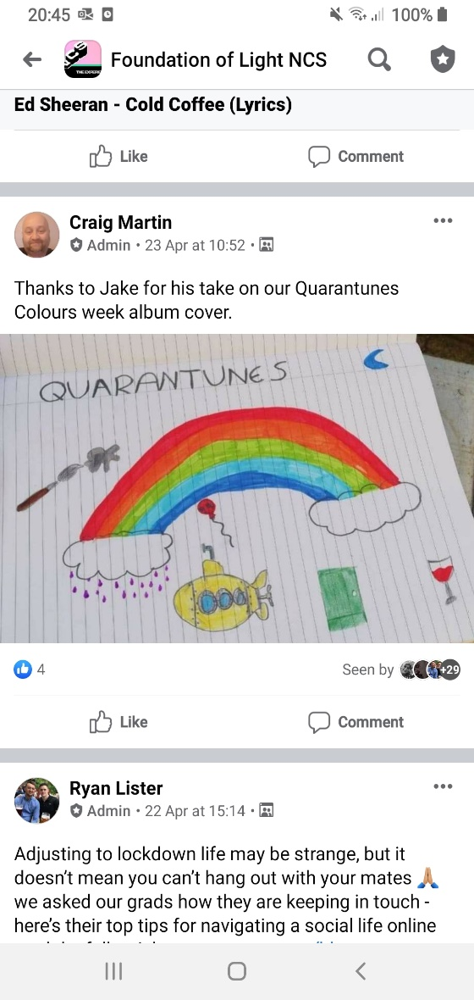 20:45
100%
Foundation of Light NCS
Ed Sheeran - Cold Coffee (Lyrics)
Like
Comment
Craig Martin
Admin • 23 Apr at 10:52 •
Thanks to Jake for his take on our Quarantunes
Colours week album cover.
QUARANTUNES
4
Seen by
+29
Like
Comment
Ryan Lister
Admin • 22 Apr at 15:14 •
Adjusting to lockdown life may be strange, but it
doesn’t mean you can’t hang out with your mates 🙏🏽
we asked our grads how they are keeping in touch -
here’s their top tips for navigating a social life online